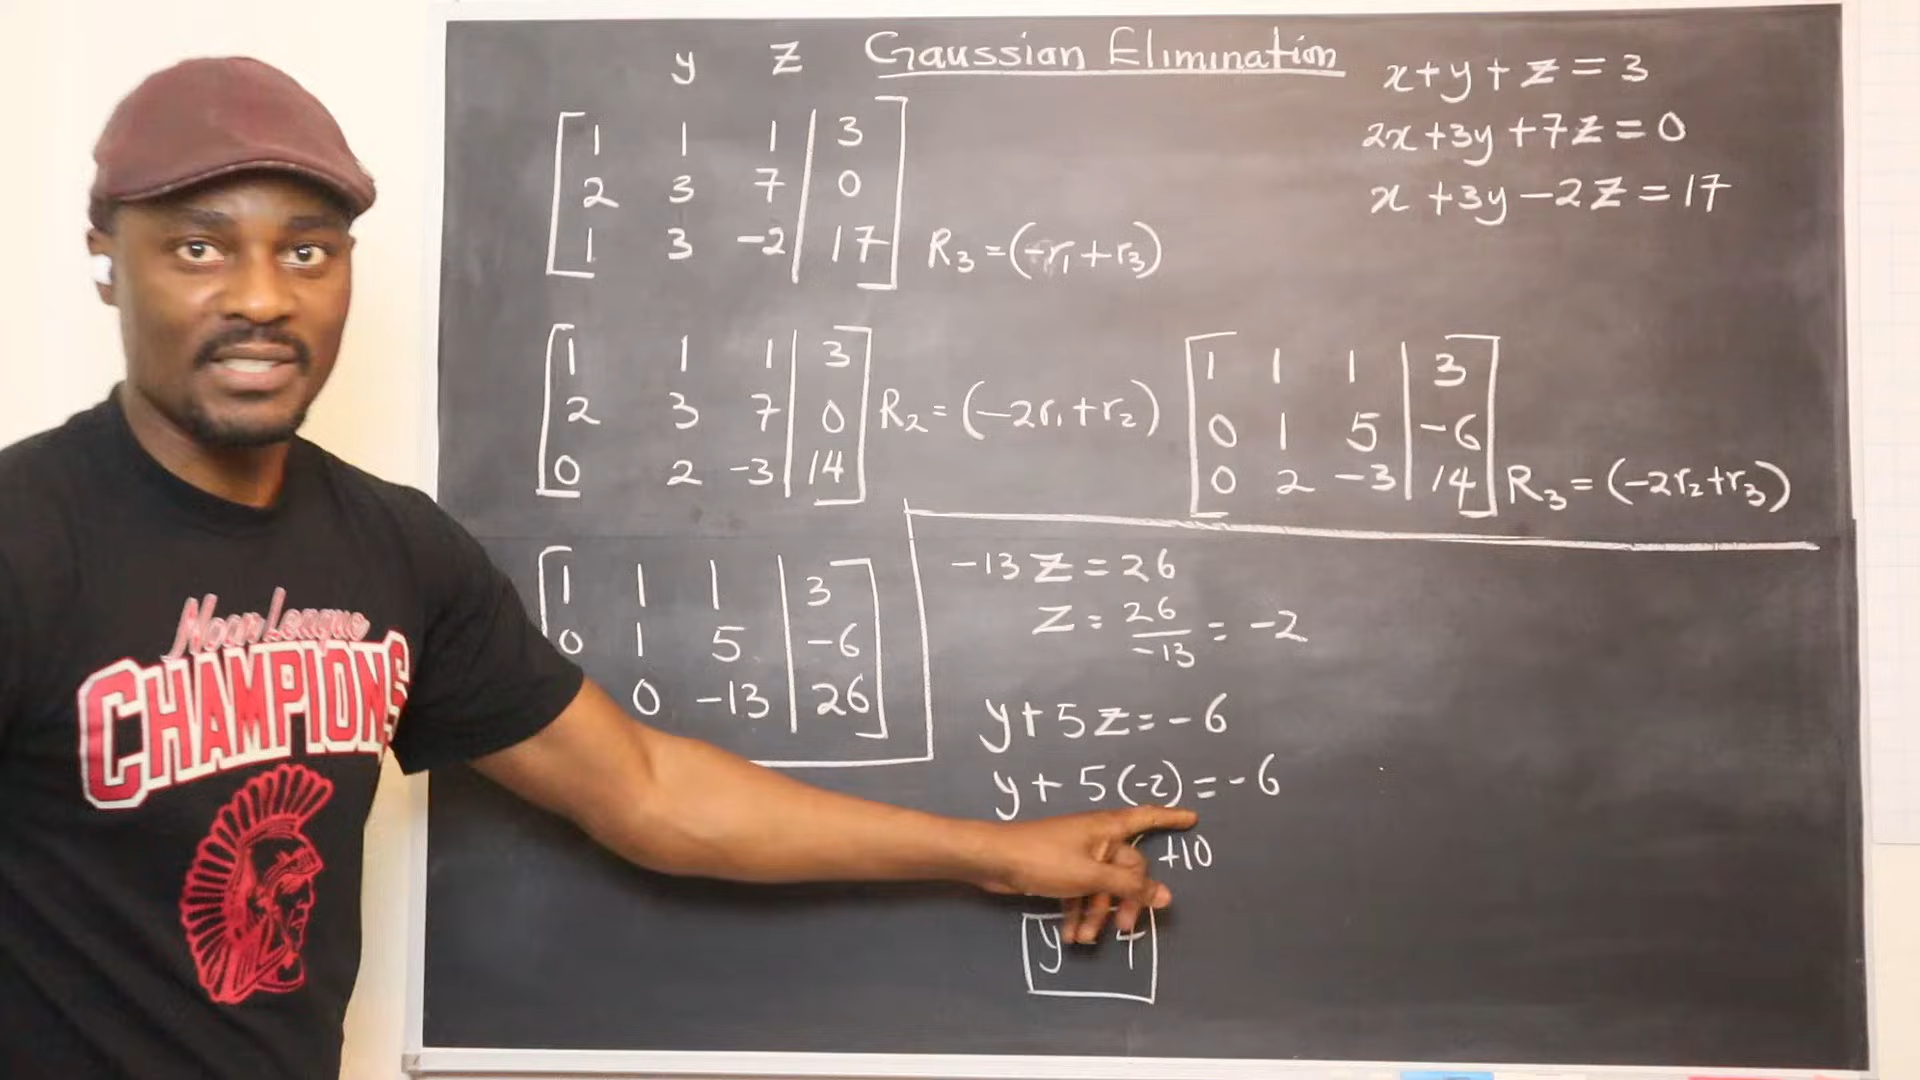 y z Gaussian Elimination
x+y+z=3
2x+3y+7z=0
x+3y-2z=17
1 1 1 | 3
2 3 7 | 0
1 3 -2 | 17 R3=(-r1+r3)
1 1 1 | 3
2 3 7 | 0 R2=(-2r1+r2)
0 2 -3 | 14
1 1 1 | 3
0 1 5 | -6
0 2 -3 | 14 R3=(-2r2+r3)
1 1 1 | 3
0 1 5 | -6
0 -13 | 26
-13z=26
z=26/-13=-2
y+5z=-6
y+5(-2)=-6
+10
y 4
Moon League
CHAMPIONS